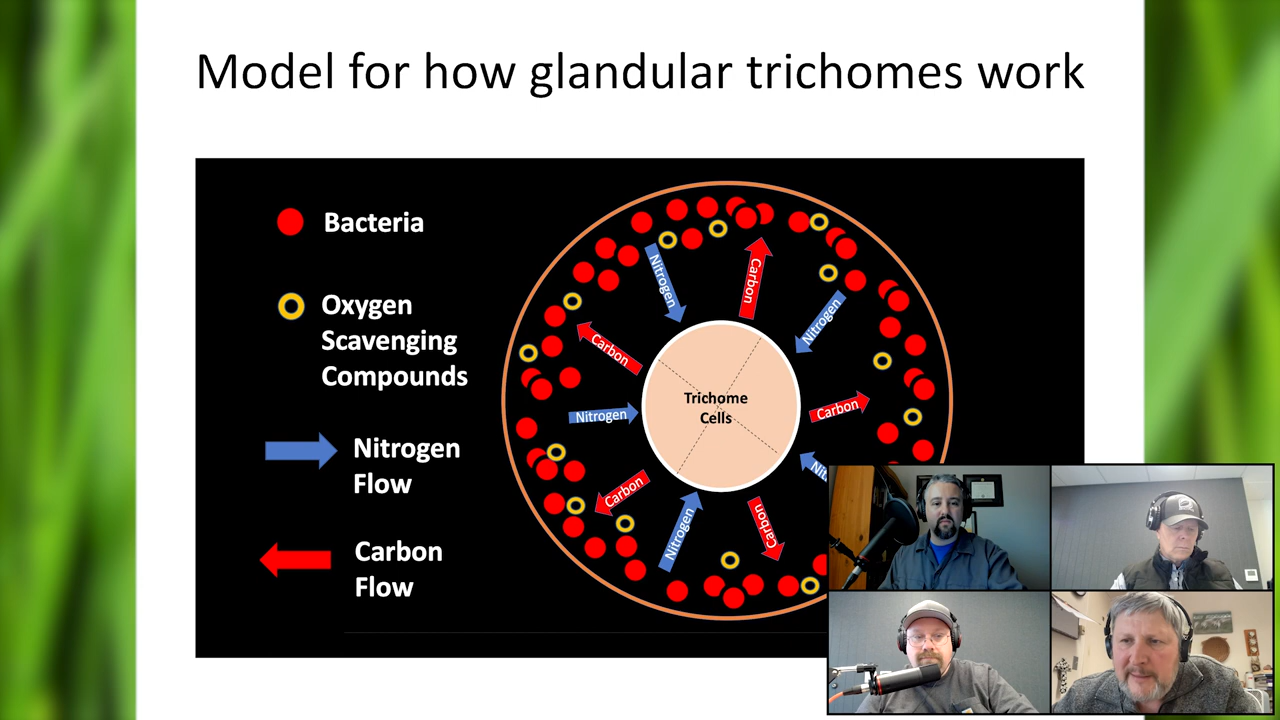 Model for how glandular trichomes work
Bacteria
Oxygen
Scavenging
Compounds
Nitrogen
Flow
Carbon
Flow
Nitrogen
Carbon
Nitrogen
Carbon
Trichome
Cells
Nitrogen
Carbon
Carbon
Nitrogen
Carbon